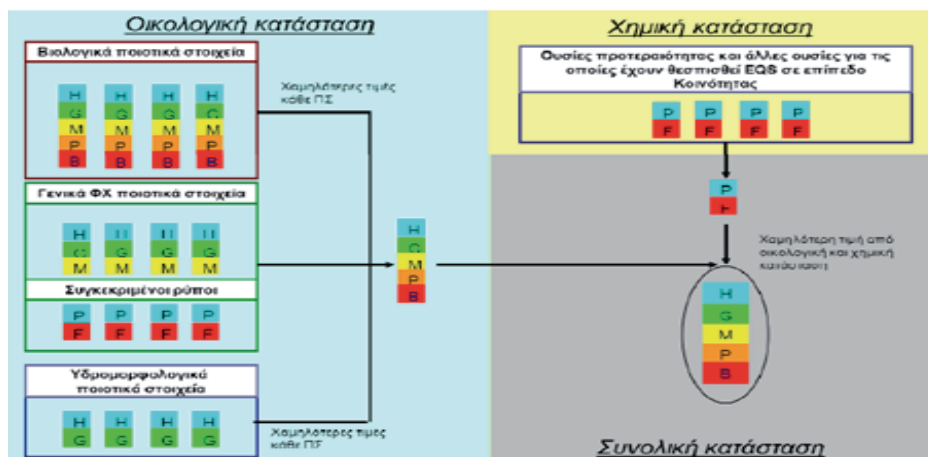 Οικολογική κατάσταση
Βιολογικά ποιοτικά στοιχεία
H H H H
G G G G
M M M M
P P P P
B B B B
Χαμηλότερες τιμές
κάθε ΠΣ
Γενικά ΦΧ ποιοτικά στοιχεία
H H H H
G G G G
M M M M
Συγκεκριμένοι ρύποι
P P P P
F F F F
Υδρομορφολογικά
ποιοτικά στοιχεία
H H H H
G G G G
Χαμηλότερες τιμές
κάθε ΠΣ
H
G
M
P
B
Χημική κατάσταση
Ουσίες προτεραιότητας και άλλες ουσίες για τις
οποίες έχουν θεσπισθεί EQS σε επίπεδο
Κοινότητας
P P P P
F F F F
P
F
Χαμηλότερη τιμή από
οικολογική και χημική
κατάσταση
H
G
M
P
B
Συνολική κατάσταση